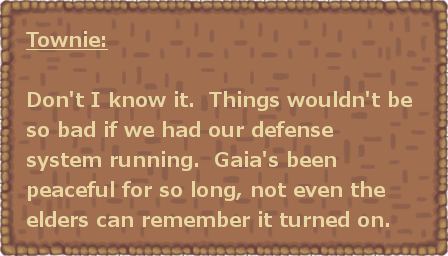 Townie:
Don't I know it.  Things wouldn't be
so bad if we had our defense
system running.  Gaia's been
peaceful for so long, not even the
elders can remember it turned on.